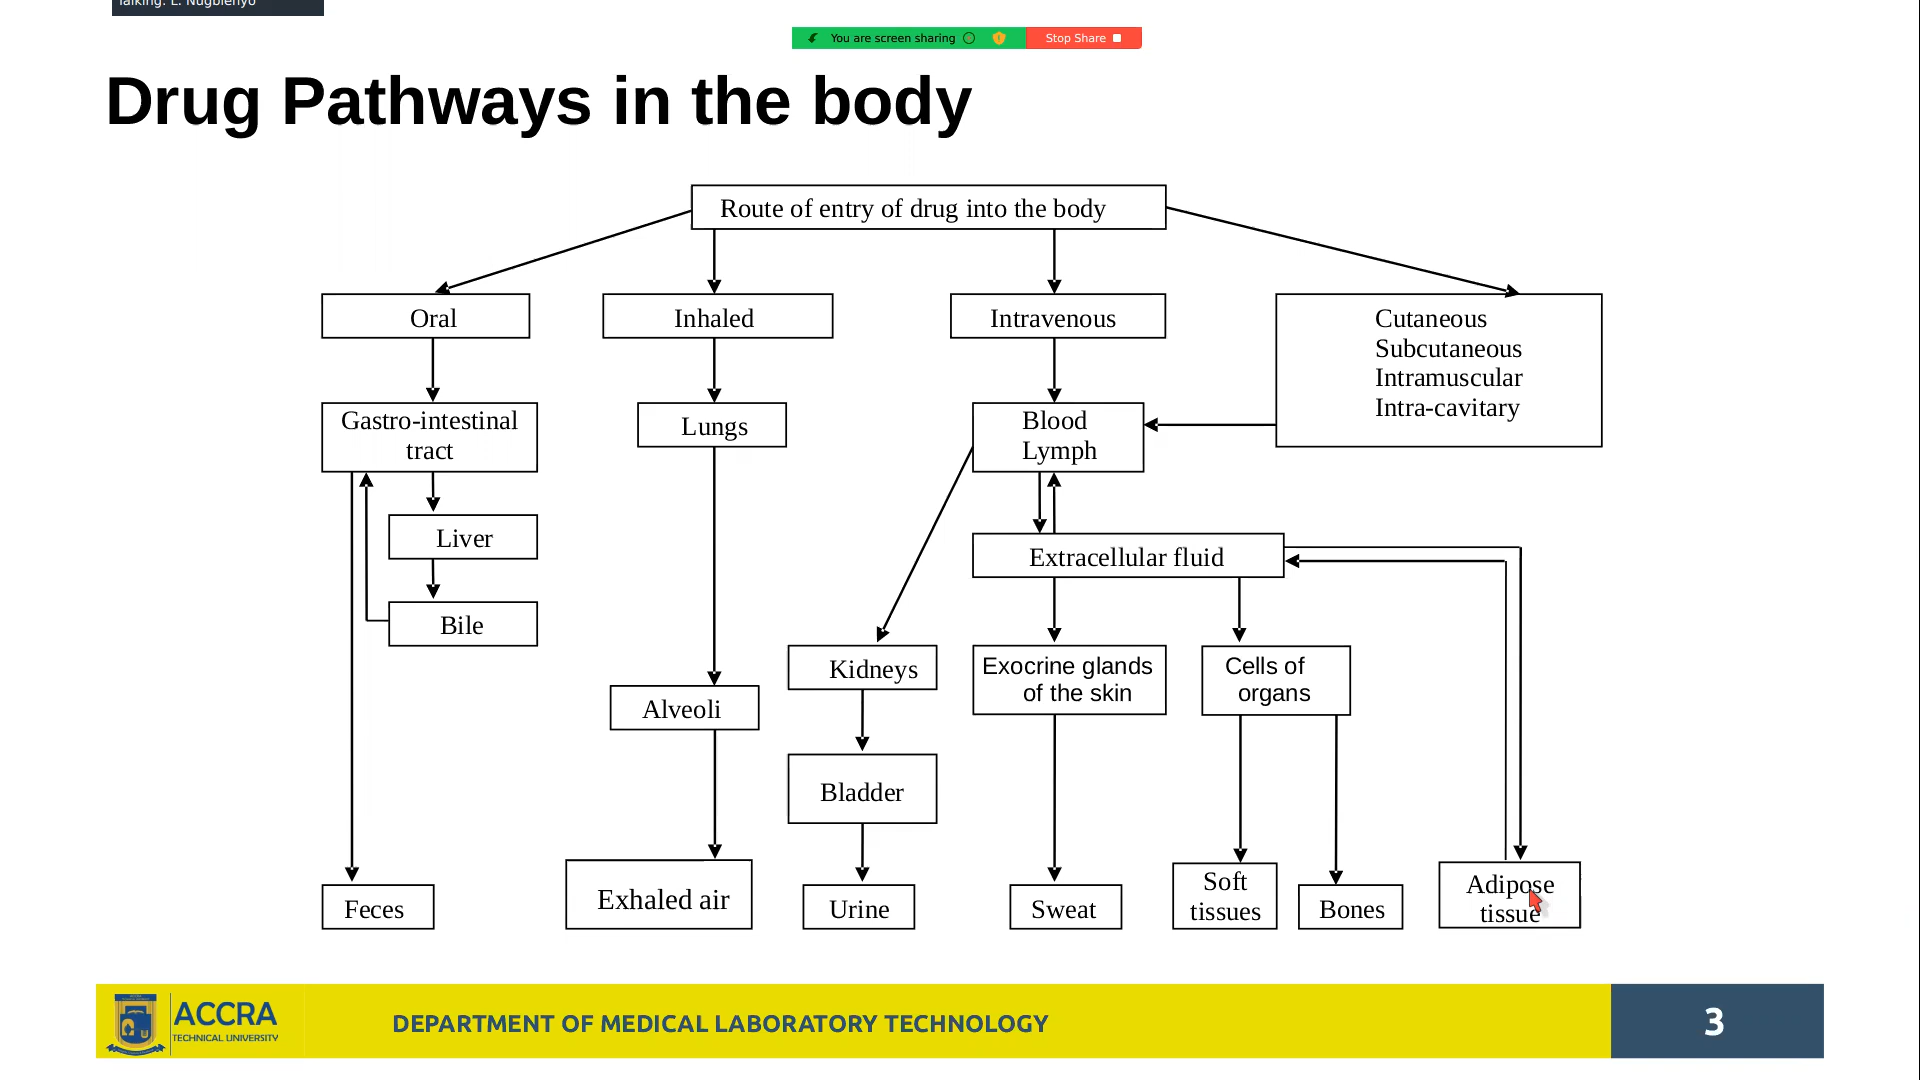 Talking: L. Nugblenyo
You are screen sharing
Stop Share
Drug Pathways in the body
Route of entry of drug into the body
Oral
Inhaled
Intravenous
Cutaneous
Subcutaneous
Intramuscular
Intra-cavitary
Gastro-intestinal
tract
Lungs
Blood
Lymph
Liver
Extracellular fluid
Bile
Kidneys
Exocrine glands
of the skin
Cells of
organs
Alveoli
Bladder
Feces
Exhaled air
Urine
Sweat
Soft
tissues
Bones
Adipose
tissue
ACCRA
TECHNICAL UNIVERSITY
DEPARTMENT OF MEDICAL LABORATORY TECHNOLOGY
3